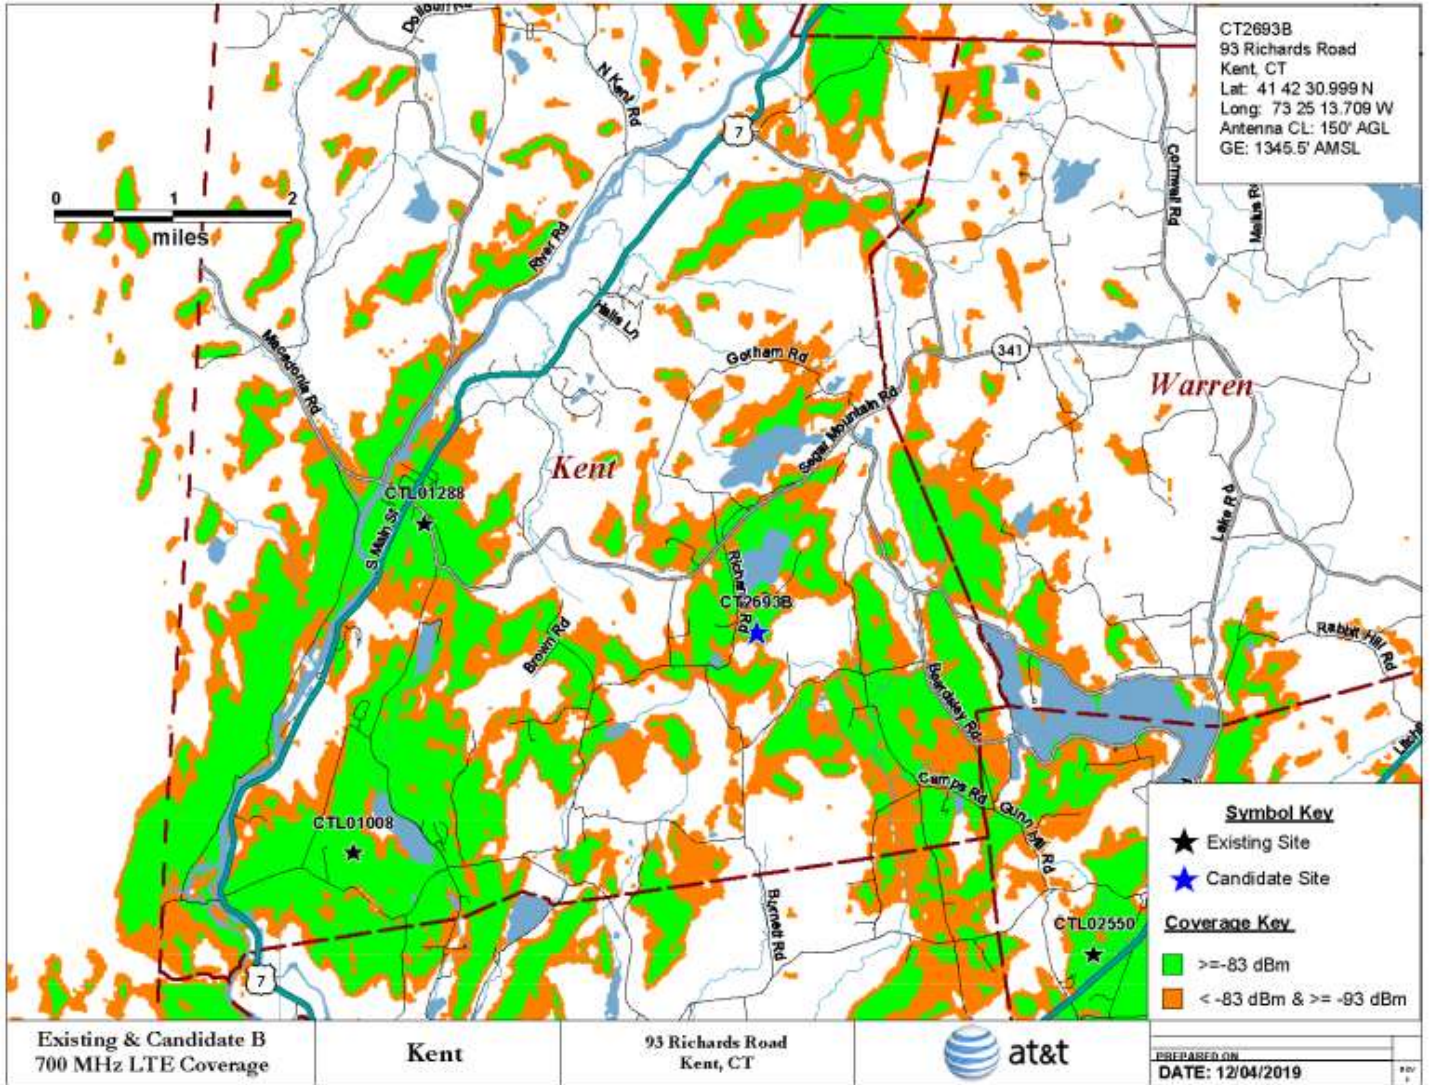 CT2693B
93 Richards Road
Kent, CT
Lat: 41 42 30.999 N
Long: 73 25 13.709 W
Antenna CL: 150' AGL
GE: 1345.5' AMSL
N Kent Rd
7
Cornwall Rd
0 1 2
miles
River Rd
Macedonia Rd
Halls Ln
Gorham Rd
341
Warren
Segar Mountain Rd
Kent
CTL01288
S Main St
Lake Rd
Richards Rd
CT2693B
Brown Rd
Rabbit Hill Rd
Beardsley Rd
Camps Rd
Gunn Hill Rd
CTL01008
Burnett Rd
CTL02550
7
Symbol Key
Existing Site
Candidate Site
Coverage Key
>=-83 dBm
< -83 dBm & >= -93 dBm
Existing & Candidate B
700 MHz LTE Coverage
Kent
93 Richards Road
Kent, CT
at&t
PREPARED ON
DATE: 12/04/2019